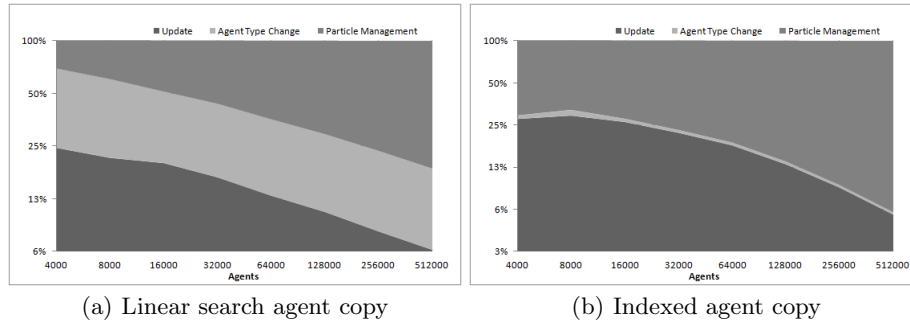 Update Agent Type Change Particle Management
100%
50%
25%
13%
6%
4000 8000 16000 32000 64000 128000 256000 512000
Agents
(a) Linear search agent copy
Update Agent Type Change Particle Management
100%
50%
25%
13%
6%
3%
4000 8000 16000 32000 64000 128000 256000 512000
Agents
(b) Indexed agent copy